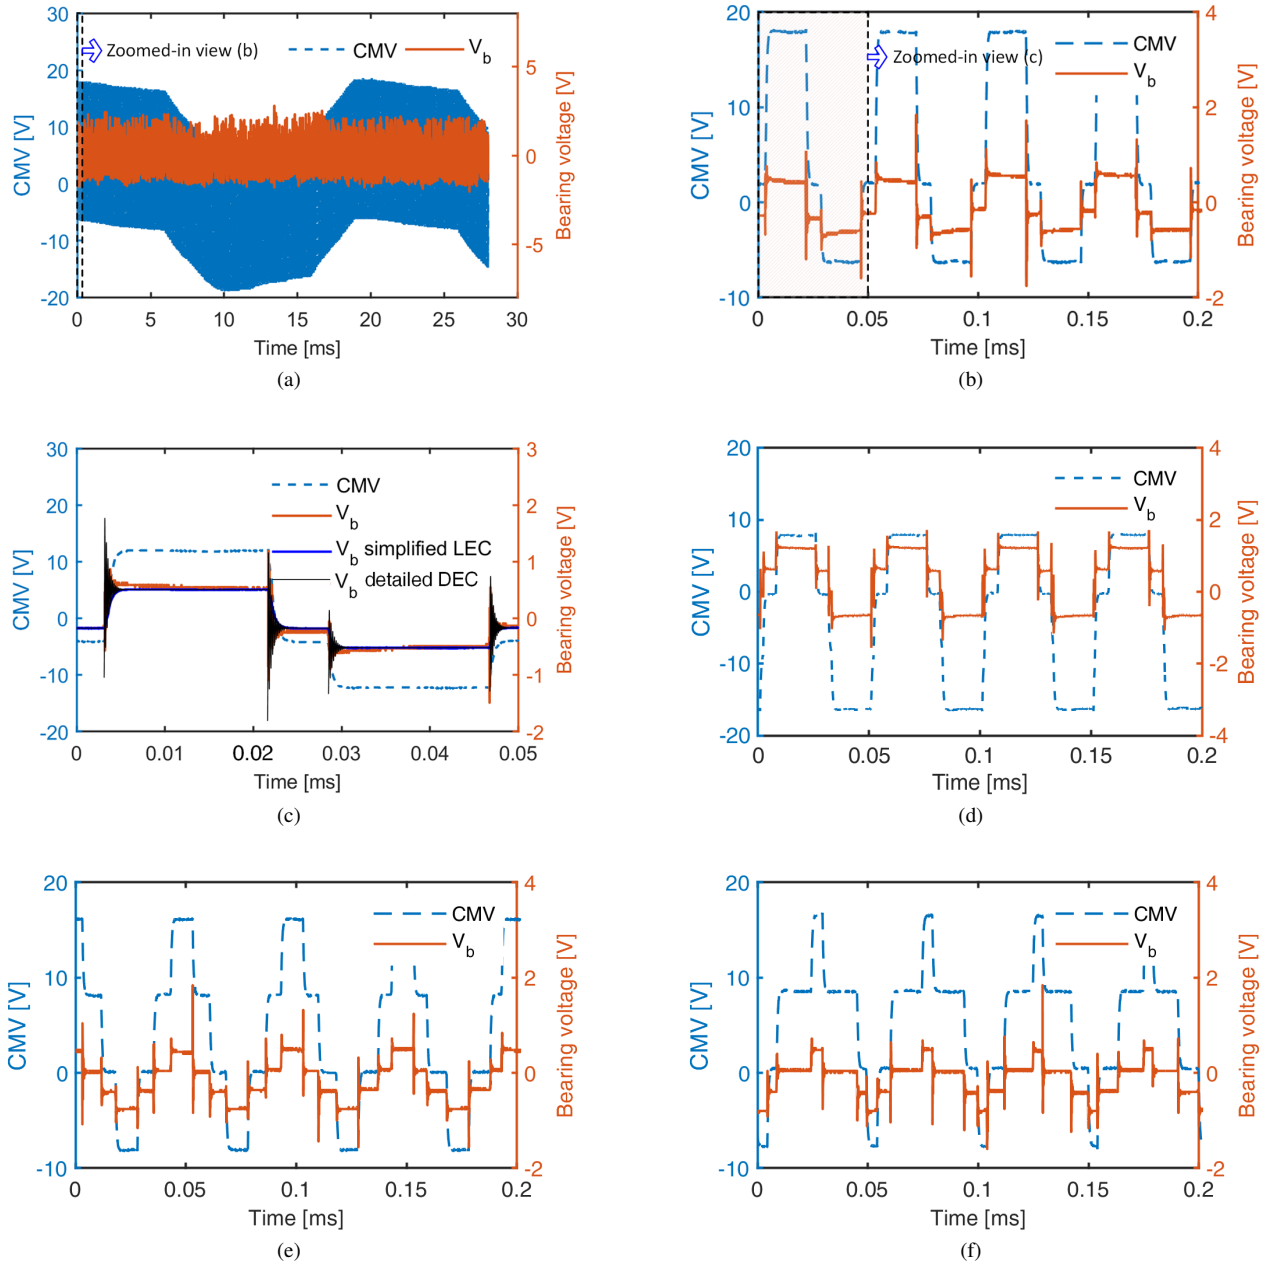 30
20
10
0
-10
-20
CMV [V]
Zoomed-in view (b)
CMV
V_b
5
0
-5
Bearing voltage [V]
0 5 10 15 20 25 30
Time [ms]
(a)
20
10
0
-10
CMV [V]
Zoomed-in view (c)
CMV
V_b
4
2
0
-2
Bearing voltage [V]
0 0.05 0.1 0.15 0.2
Time [ms]
(b)
30
20
10
0
-10
-20
CMV [V]
CMV
V_b
V_b simplified LEC
V_b detailed DEC
3
2
1
0
-1
-2
Bearing voltage [V]
0 0.01 0.02 0.03 0.04 0.05
Time [ms]
(c)
20
10
0
-10
-20
CMV [V]
CMV
V_b
4
2
0
-2
-4
Bearing voltage [V]
0 0.05 0.1 0.15 0.2
Time [ms]
(d)
20
10
0
-10
CMV [V]
CMV
V_b
4
2
0
-2
Bearing voltage [V]
0 0.05 0.1 0.15 0.2
Time [ms]
(e)
20
10
0
-10
CMV [V]
CMV
V_b
4
2
0
-2
Bearing voltage [V]
0 0.05 0.1 0.15 0.2
Time [ms]
(f)